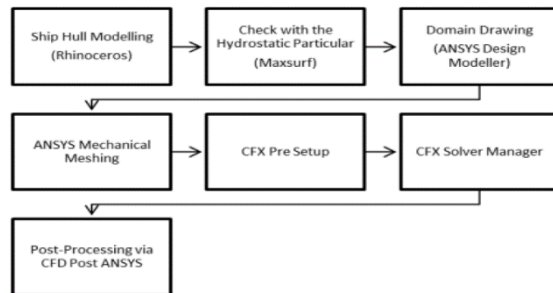 Ship Hull Modelling
(Rhinoceros)
Check with the
Hydrostatic Particular
(Maxsurf)
Domain Drawing
(ANSYS Design
Modeller)
ANSYS Mechanical
Meshing
CFX Pre Setup
CFX Solver Manager
Post-Processing via
CFD Post ANSYS